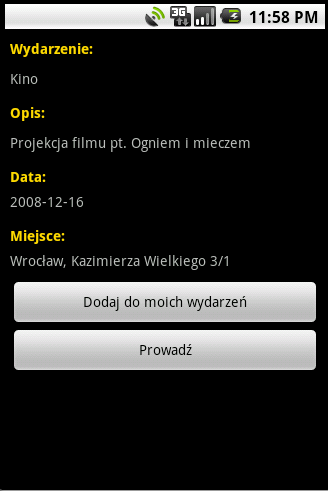 3G 11:58 PM
Wydarzenie:
Kino
Opis:
Projekcja filmu pt. Ogniem i mieczem
Data:
2008-12-16
Miejsce:
Wrocław, Kazimierza Wielkiego 3/1
Dodaj do moich wydarzeń
Prowadź